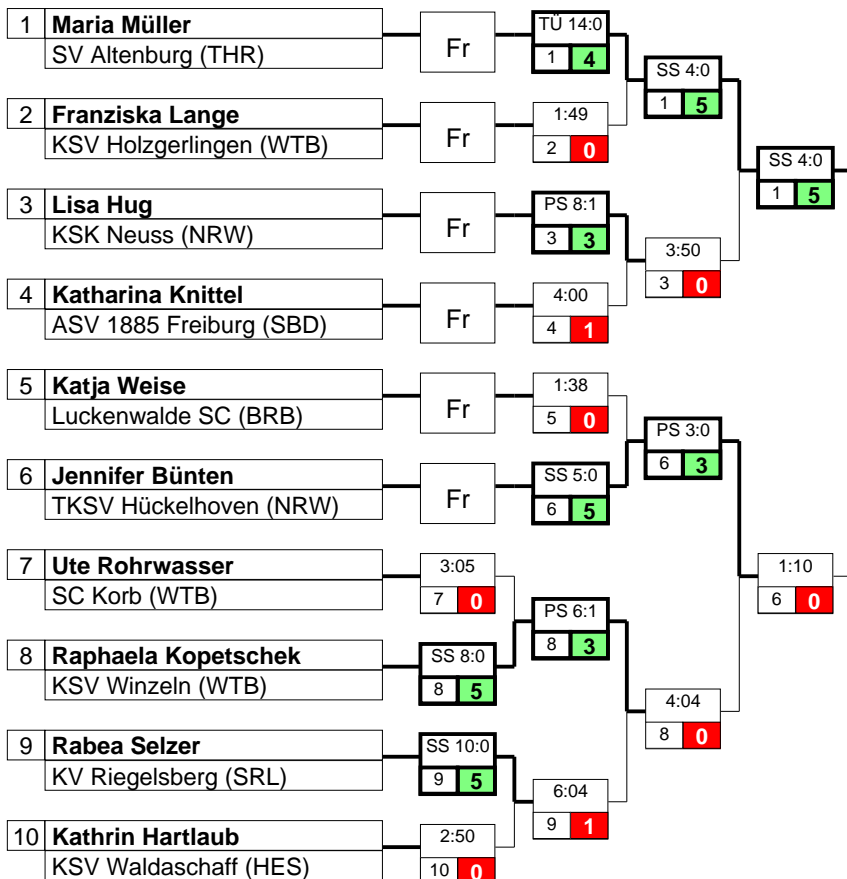 1 Maria Müller
SV Altenburg (THR)
Fr
TÜ 14:0
1 4
SS 4:0
1 5
2 Franziska Lange
KSV Holzgerlingen (WTB)
Fr
1:49
2 0
SS 4:0
1 5
3 Lisa Hug
KSK Neuss (NRW)
Fr
PS 8:1
3 3
3:50
3 0
4 Katharina Knittel
ASV 1885 Freiburg (SBD)
Fr
4:00
4 1
5 Katja Weise
Luckenwalde SC (BRB)
Fr
1:38
5 0
PS 3:0
6 3
6 Jennifer Bünten
TKSV Hückelhoven (NRW)
Fr
SS 5:0
6 5
7 Ute Rohrwasser
SC Korb (WTB)
3:05
7 0
1:10
6 0
PS 6:1
8 3
8 Raphaela Kopetschek
KSV Winzeln (WTB)
SS 8:0
8 5
4:04
8 0
9 Rabea Selzer
KV Riegelsberg (SRL)
SS 10:0
9 5
6:04
9 1
10 Kathrin Hartlaub
KSV Waldaschaff (HES)
2:50
10 0